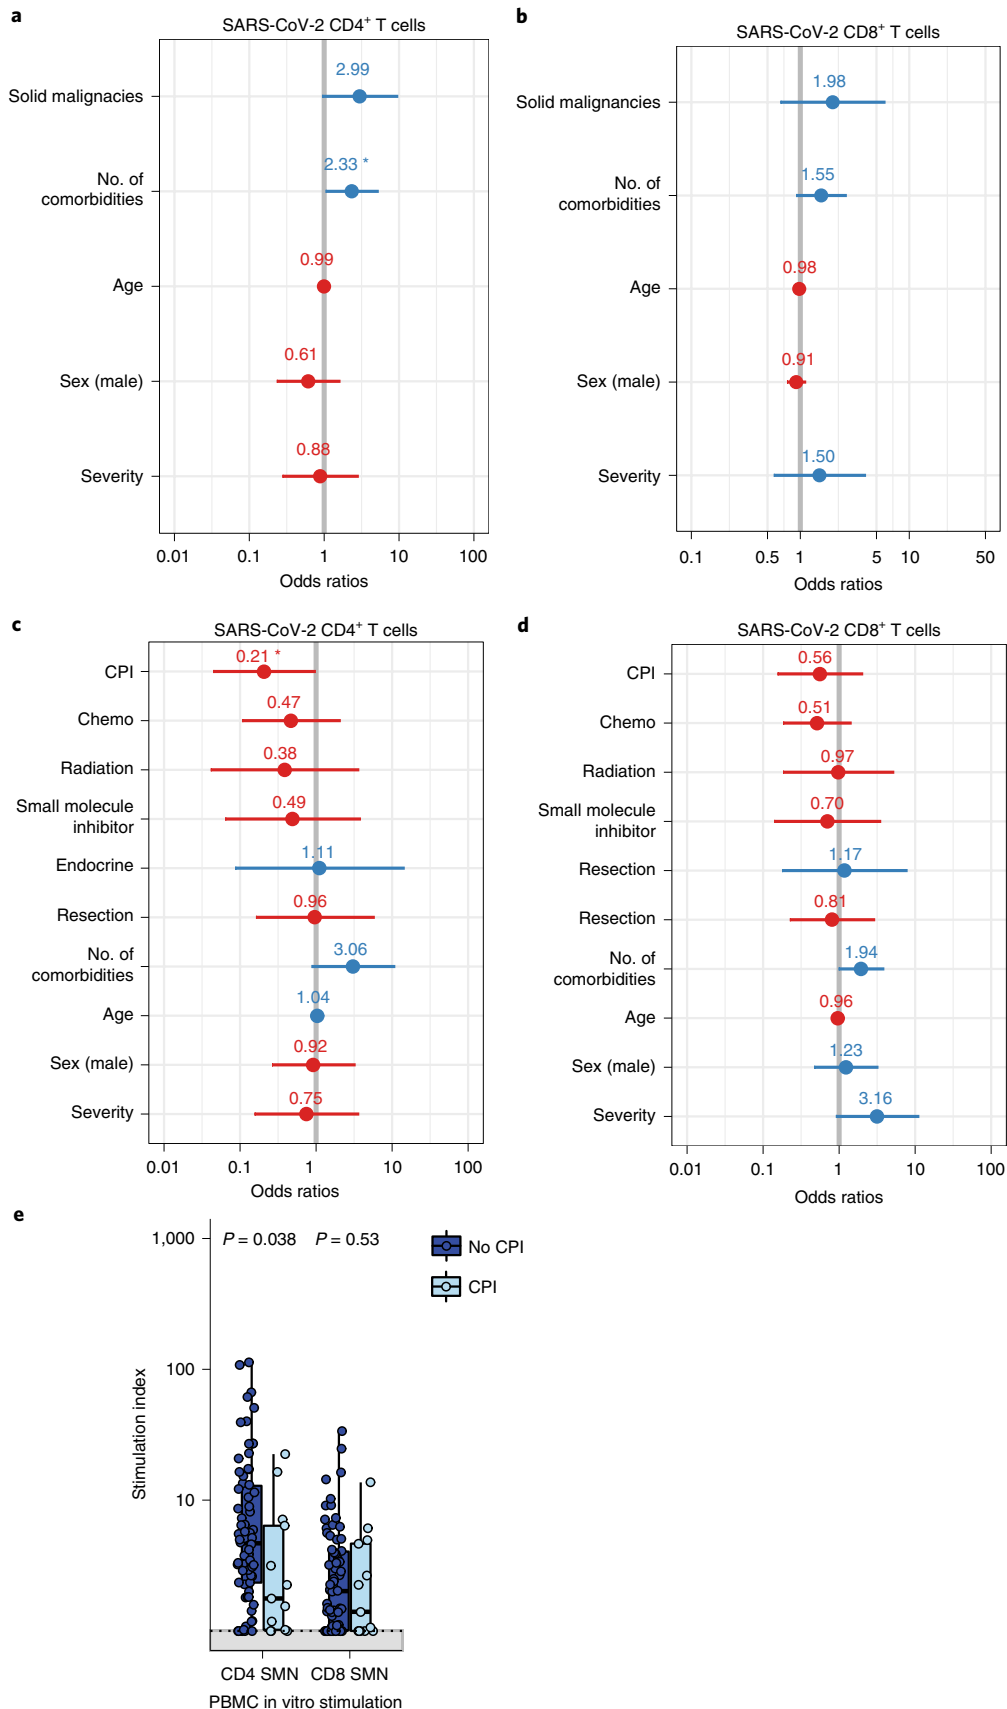 a
SARS-CoV-2 CD4+ T cells
Solid malignacies
2.99
No. of
comorbidities
2.33 *
Age
0.99
Sex (male)
0.61
Severity
0.88
0.01 0.1 1 10 100
Odds ratios
b
SARS-CoV-2 CD8+ T cells
Solid malignancies
1.98
No. of
comorbidities
1.55
Age
0.98
Sex (male)
0.91
Severity
1.50
0.1 0.5 1 5 10 50
Odds ratios
c
SARS-CoV-2 CD4+ T cells
CPI
0.21 *
Chemo
0.47
Radiation
0.38
Small molecule
inhibitor
0.49
Endocrine
1.11
Resection
0.96
No. of
comorbidities
3.06
Age
1.04
Sex (male)
0.92
Severity
0.75
0.01 0.1 1 10 100
Odds ratios
d
SARS-CoV-2 CD8+ T cells
CPI
0.56
Chemo
0.51
Radiation
0.97
Small molecule
inhibitor
0.70
Resection
1.17
Resection
0.81
No. of
comorbidities
1.94
Age
0.96
Sex (male)
1.23
Severity
3.16
0.01 0.1 1 10 100
Odds ratios
e
1,000
100
10
Stimulation index
P = 0.038 P = 0.53
No CPI
CPI
CD4 SMN CD8 SMN
PBMC in vitro stimulation